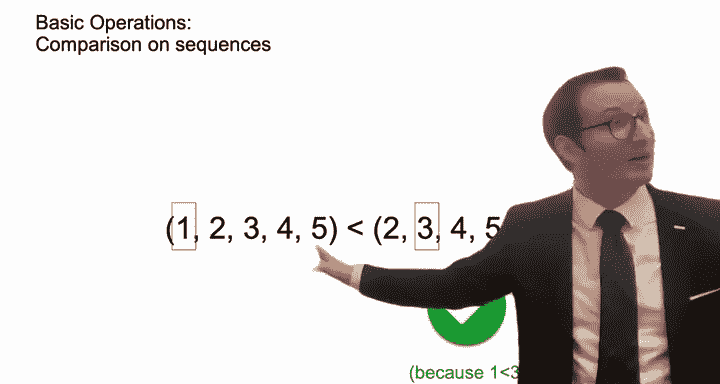 Basic Operations:
Comparison on sequences
(1, 2, 3, 4, 5) < (2, 3, 4, 5
(because 1<3